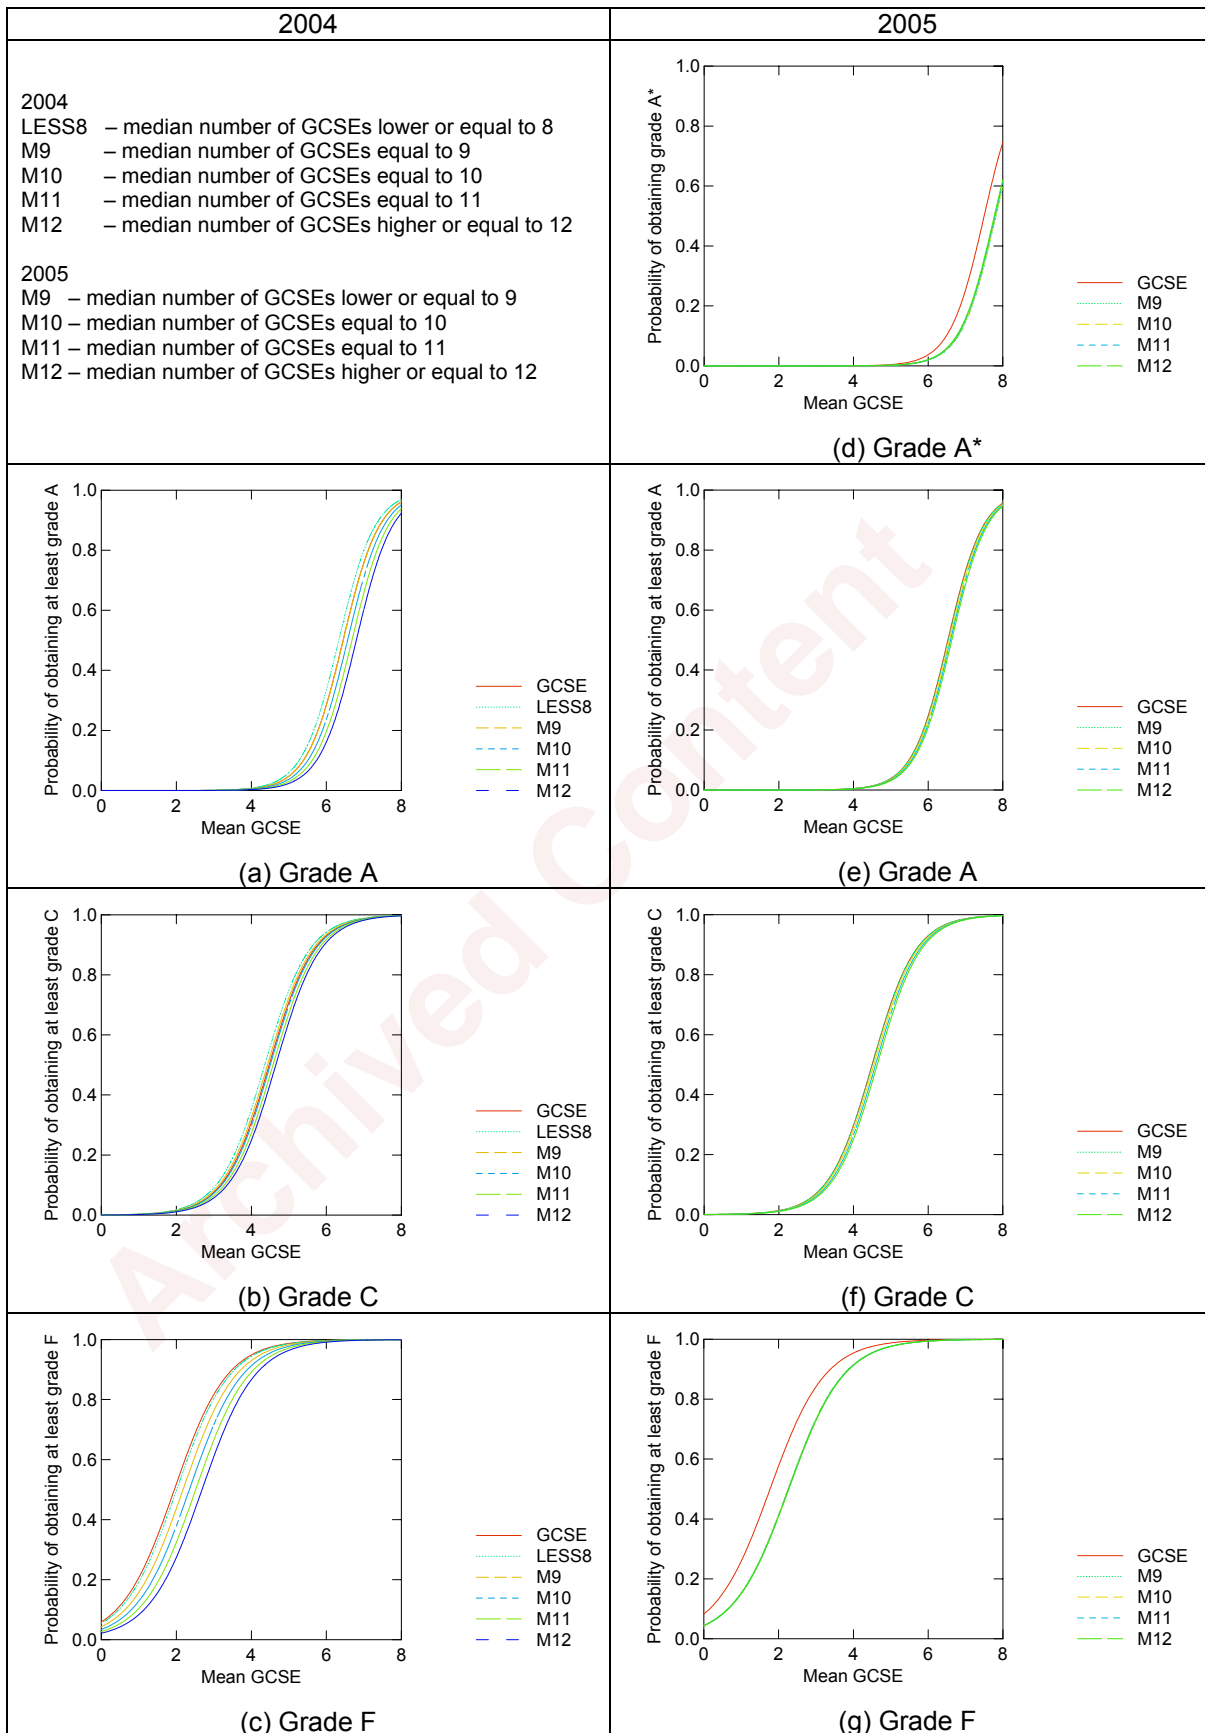 2004
2005
2004
LESS8 – median number of GCSEs lower or equal to 8
M9 – median number of GCSEs equal to 9
M10 – median number of GCSEs equal to 10
M11 – median number of GCSEs equal to 11
M12 – median number of GCSEs higher or equal to 12
2005
M9 – median number of GCSEs lower or equal to 9
M10 – median number of GCSEs equal to 10
M11 – median number of GCSEs equal to 11
M12 – median number of GCSEs higher or equal to 12
Probability of obtaining grade A*
1.0
0.8
0.6
0.4
0.2
0.0
0 2 4 6 8
Mean GCSE
GCSE
M9
M10
M11
M12
(d) Grade A*
Probability of obtaining at least grade A
1.0
0.8
0.6
0.4
0.2
0.0
0 2 4 6 8
Mean GCSE
GCSE
LESS8
M9
M10
M11
M12
(a) Grade A
Probability of obtaining at least grade A
1.0
0.8
0.6
0.4
0.2
0.0
0 2 4 6 8
Mean GCSE
GCSE
M9
M10
M11
M12
(e) Grade A
Probability of obtaining at least grade C
1.0
0.8
0.6
0.4
0.2
0.0
0 2 4 6 8
Mean GCSE
GCSE
LESS8
M9
M10
M11
M12
(b) Grade C
Probability of obtaining at least grade C
1.0
0.8
0.6
0.4
0.2
0.0
0 2 4 6 8
Mean GCSE
GCSE
M9
M10
M11
M12
(f) Grade C
Probability of obtaining at least grade F
1.0
0.8
0.6
0.4
0.2
0.0
0 2 4 6 8
Mean GCSE
GCSE
LESS8
M9
M10
M11
M12
(c) Grade F
Probability of obtaining at least grade F
1.0
0.8
0.6
0.4
0.2
0.0
0 2 4 6 8
Mean GCSE
GCSE
M9
M10
M11
M12
(g) Grade F
Archived Content